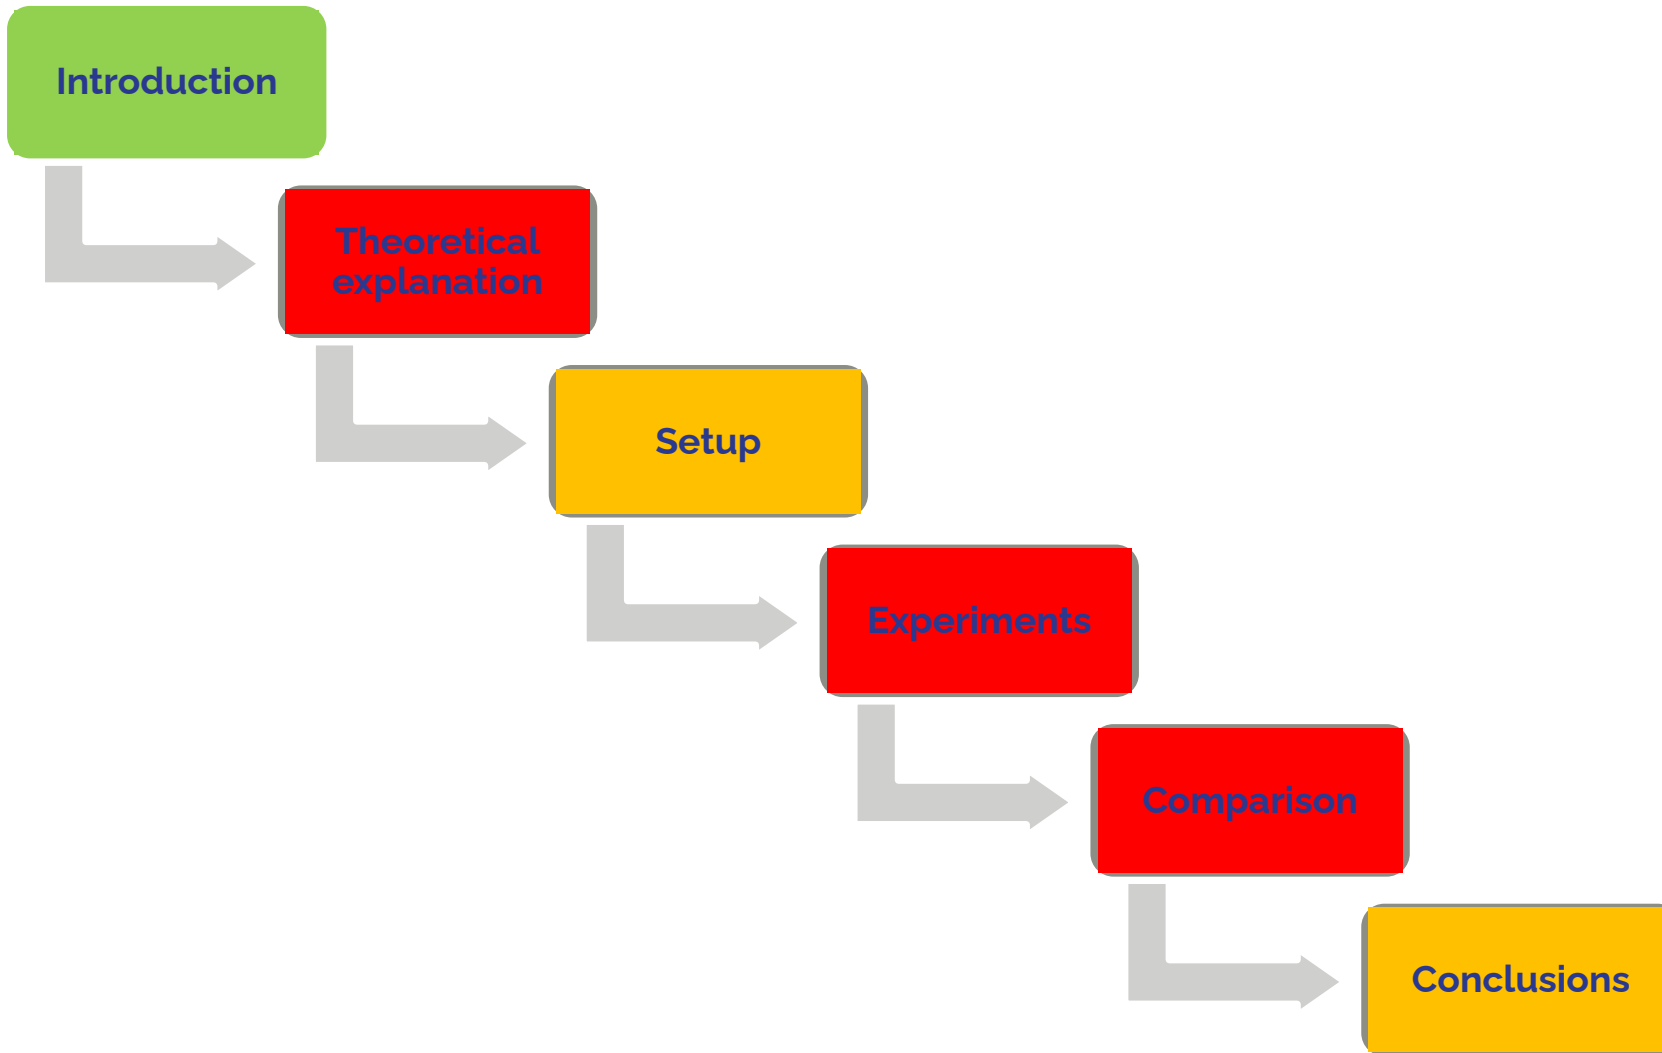 Introduction
Theoretical
explanation
Setup
Experiments
Comparison
Conclusions